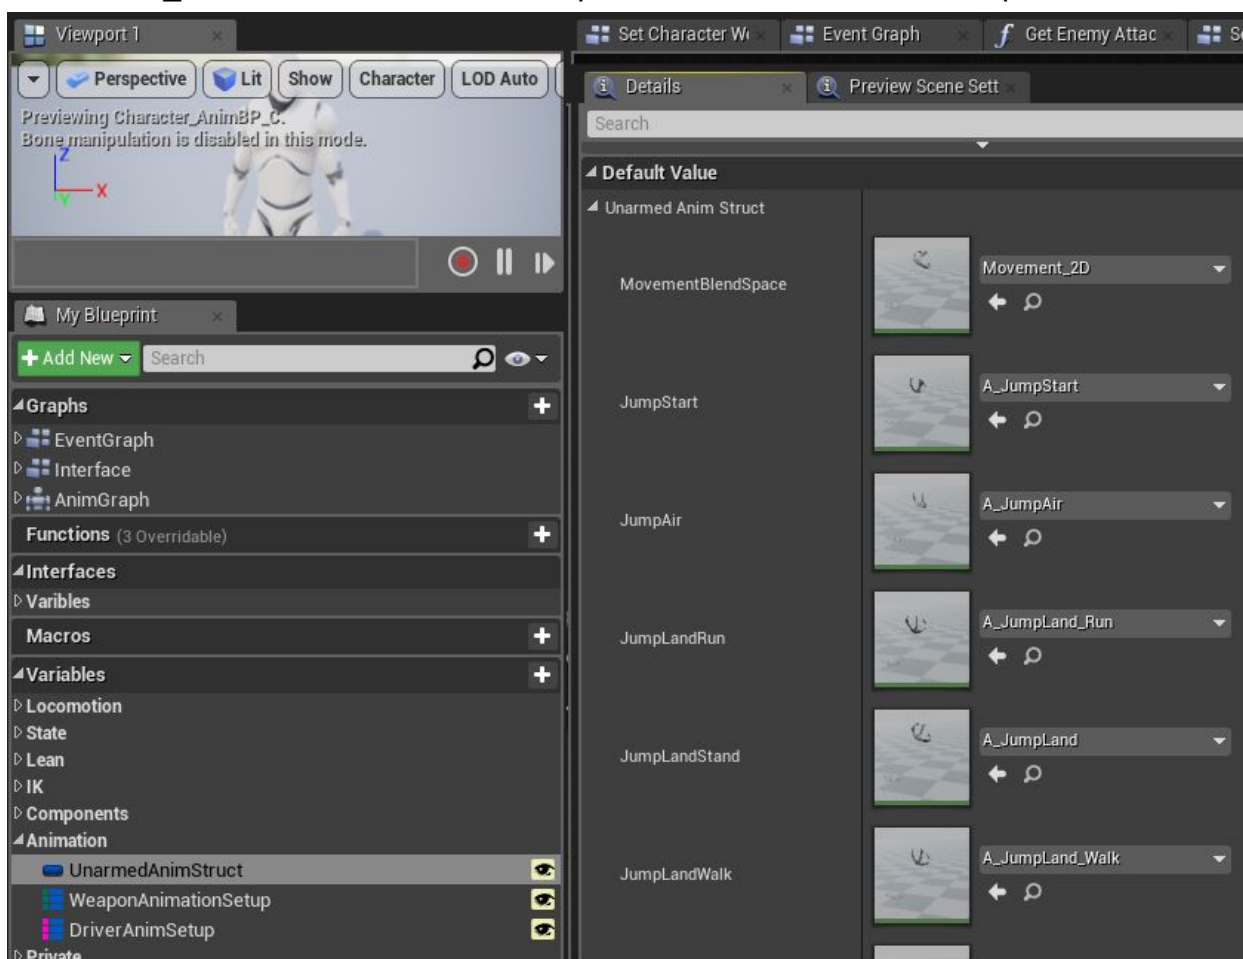 Viewport 1
Perspective
Lit
Show
Character
LOD Auto
Previewing Character_AnimBP_C.
Bone manipulation is disabled in this mode.
Z
X
Y
My Blueprint
Add New
Search
Graphs
EventGraph
Interface
AnimGraph
Functions (3 Overridable)
Interfaces
Varibles
Macros
Variables
Locomotion
State
Lean
IK
Components
Animation
UnarmedAnimStruct
WeaponAnimationSetup
DriverAnimSetup
Private
Set Character We
Event Graph
Get Enemy Attac
Details
Preview Scene Sett
Search
Default Value
Unarmed Anim Struct
MovementBlendSpace
Movement_2D
JumpStart
A_JumpStart
JumpAir
A_JumpAir
JumpLandRun
A_JumpLand_Run
JumpLandStand
A_JumpLand
JumpLandWalk
A_JumpLand_Walk